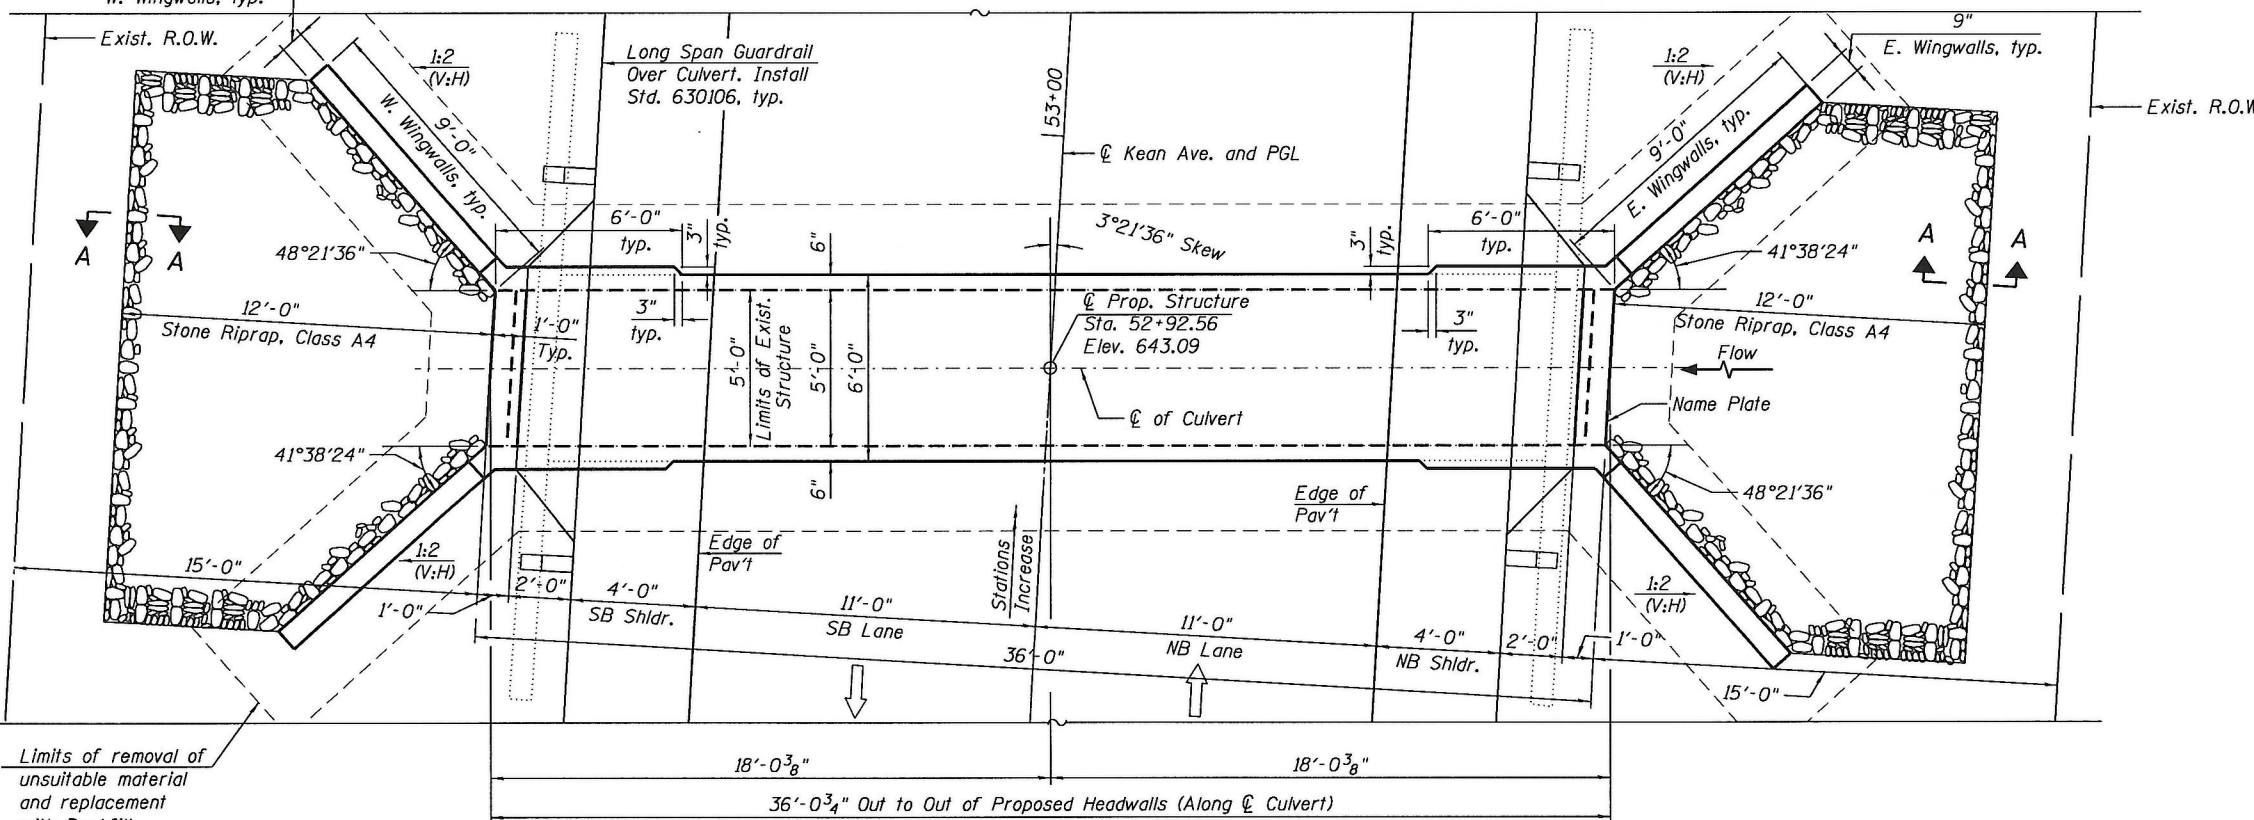 W. Wingwalls, typ.
Exist. R.O.W.
1:2
(V:H)
Long Span Guardrail
Over Culvert. Install
Std. 630106, typ.
53+00
℄ Kean Ave. and PGL
1:2
(V:H)
9"
E. Wingwalls, typ.
Exist. R.O.W
9'-0"
W. Wingwalls, typ.
9'-0"
E. Wingwalls, typ.
A
A
48°21'36"
6'-0"
typ.
3"
typ.
6"
3°21'36" Skew
3"
typ.
6'-0"
typ.
A
A
41°38'24"
12'-0"
Stone Riprap, Class A4
1'-0"
Typ.
3"
typ.
5'-0"
Limits of Exist.
Structure
5'-0"
6'-0"
℄ Prop. Structure
Sta. 52+92.56
Elev. 643.09
3"
typ.
12'-0"
Stone Riprap, Class A4
Flow
Name Plate
℄ of Culvert
41°38'24"
6"
48°21'36"
Edge of
Pav't
Edge of
Pav't
Stations
Increase
1:2
(V:H)
1:2
(V:H)
15'-0"
1'-0"
2'-0"
4'-0"
SB Shldr.
11'-0"
SB Lane
11'-0"
NB Lane
4'-0"
NB Shldr.
2'-0"
1'-0"
15'-0"
36'-0"
Limits of removal of
unsuitable material
and replacement
18'-0 3/8"
18'-0 3/8"
36'-0 3/4" Out to Out of Proposed Headwalls (Along ℄ Culvert)